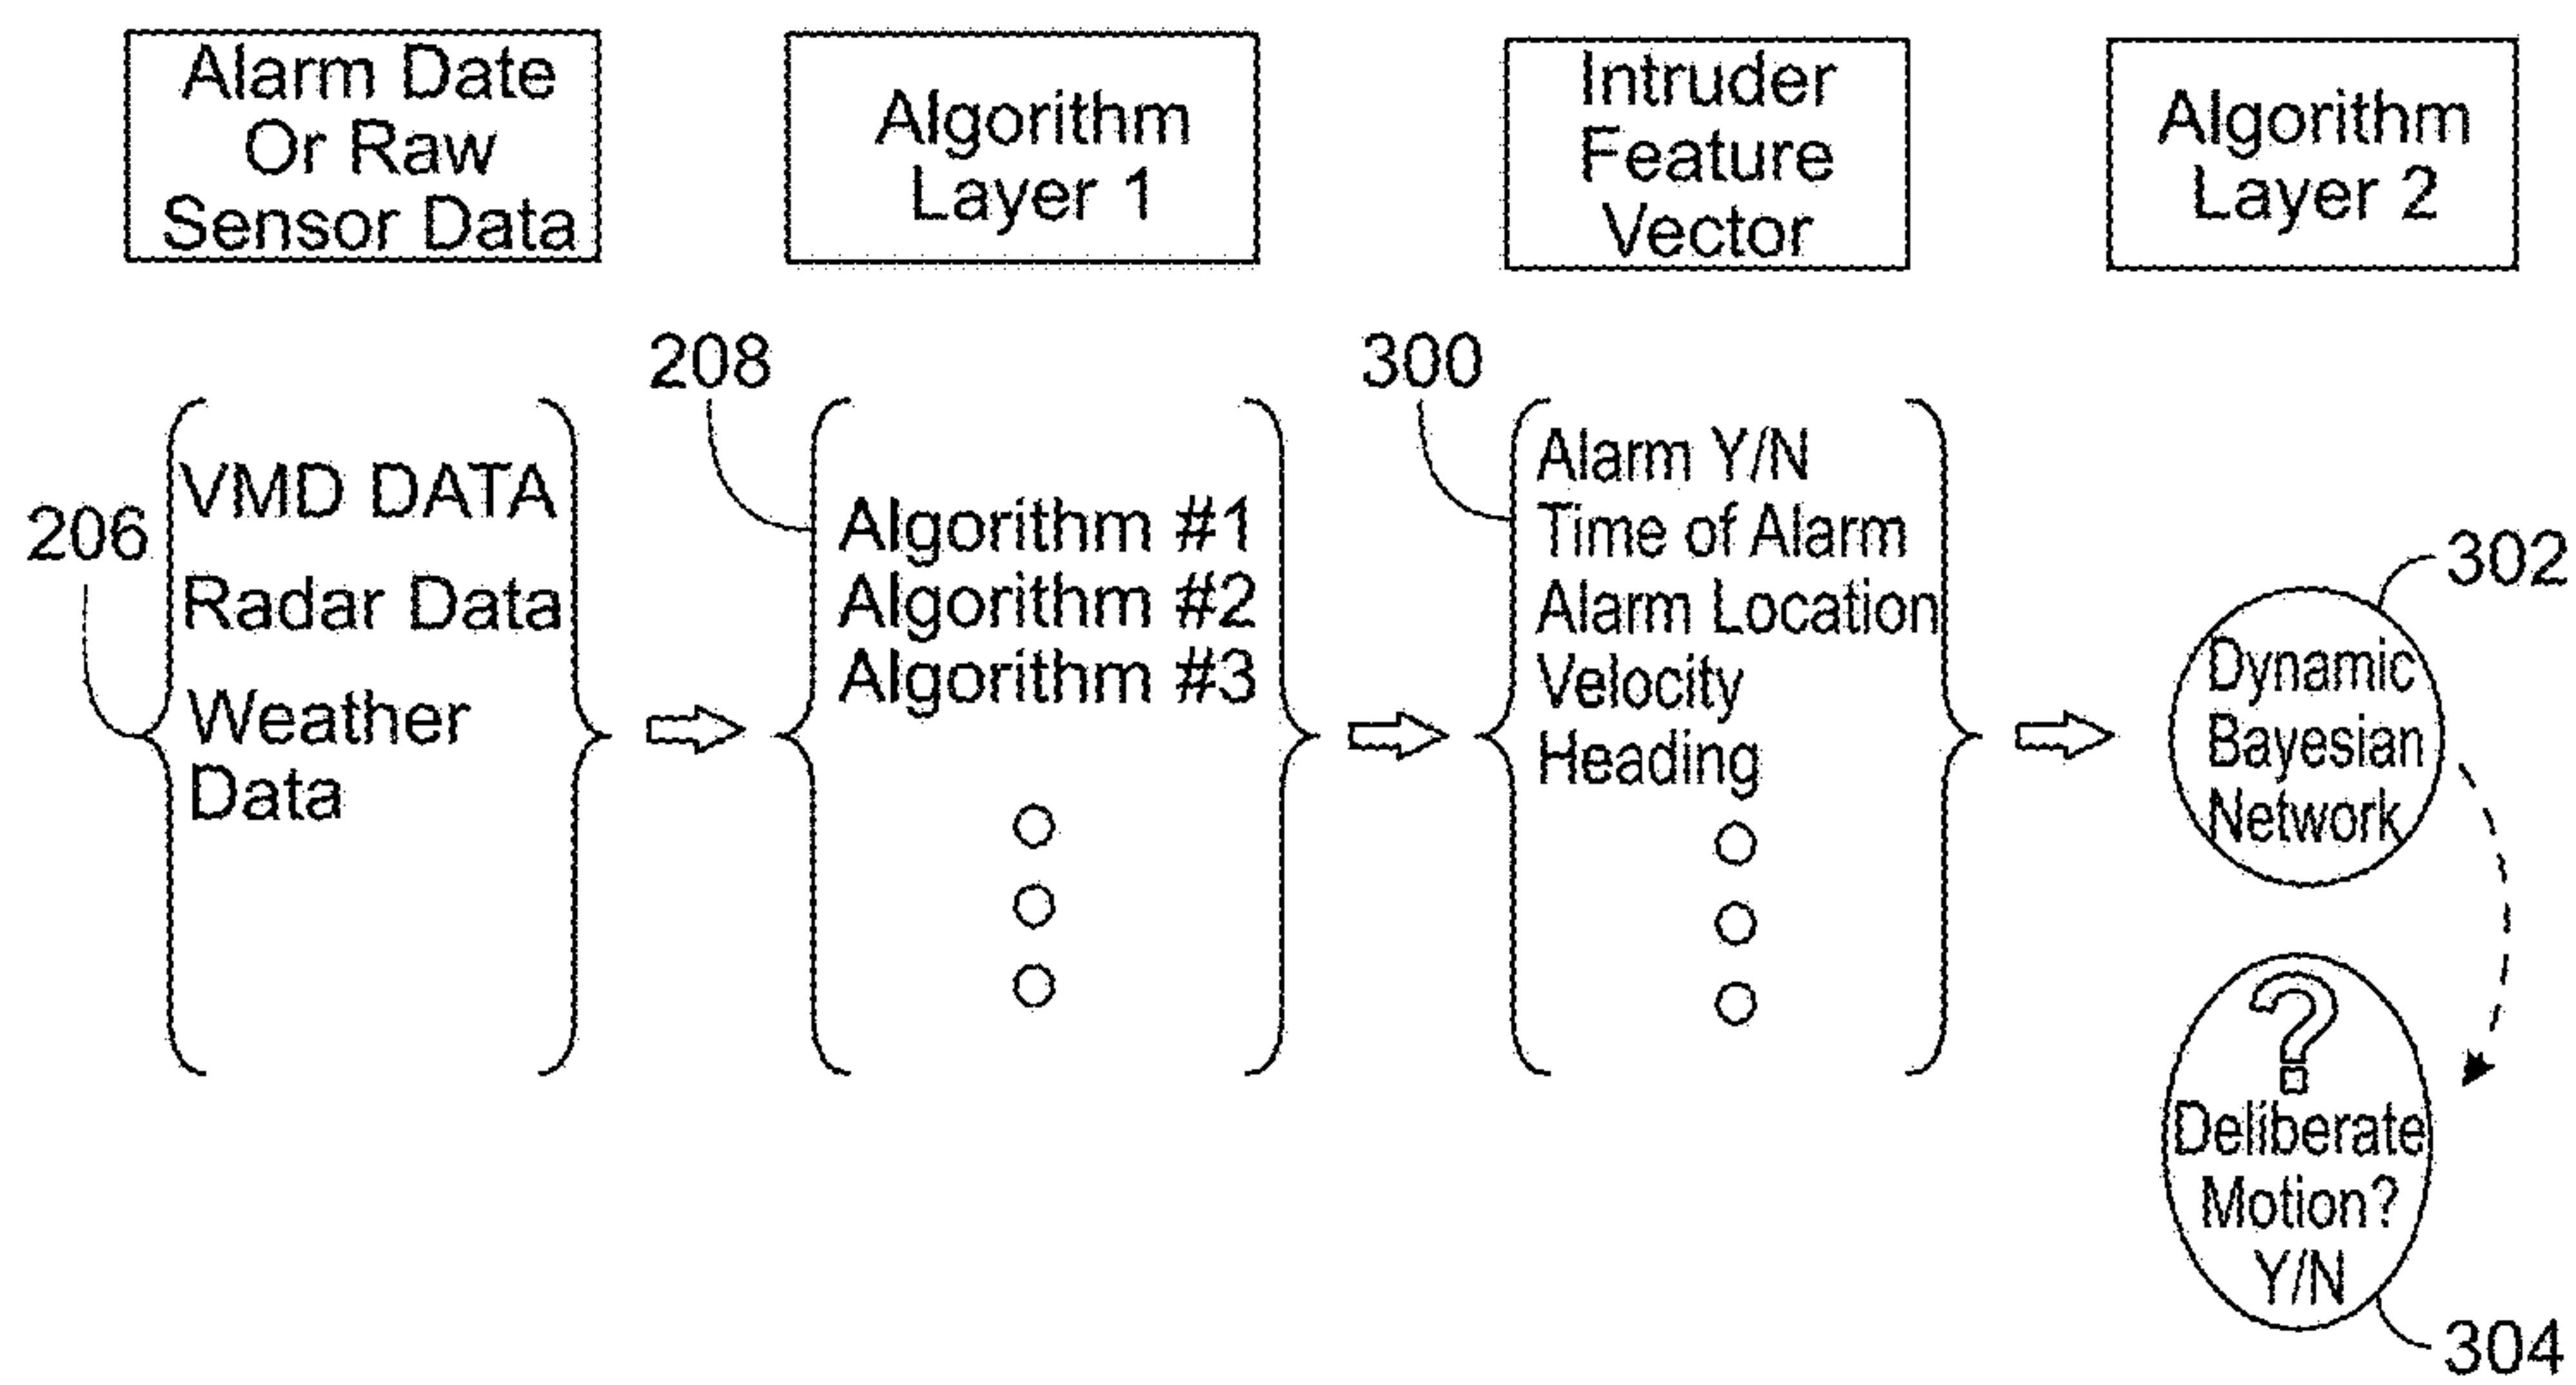 Alarm Date
Or Raw
Sensor Data
Algorithm
Layer 1
Intruder
Feature
Vector
Algorithm
Layer 2
206
VMD DATA
Radar Data
Weather
Data
208
Algorithm #1
Algorithm #2
Algorithm #3
300
Alarm Y/N
Time of Alarm
Alarm Location
Velocity
Heading
302
Dynamic
Bayesian
Network
?
Deliberate
Motion?
Y/N
304